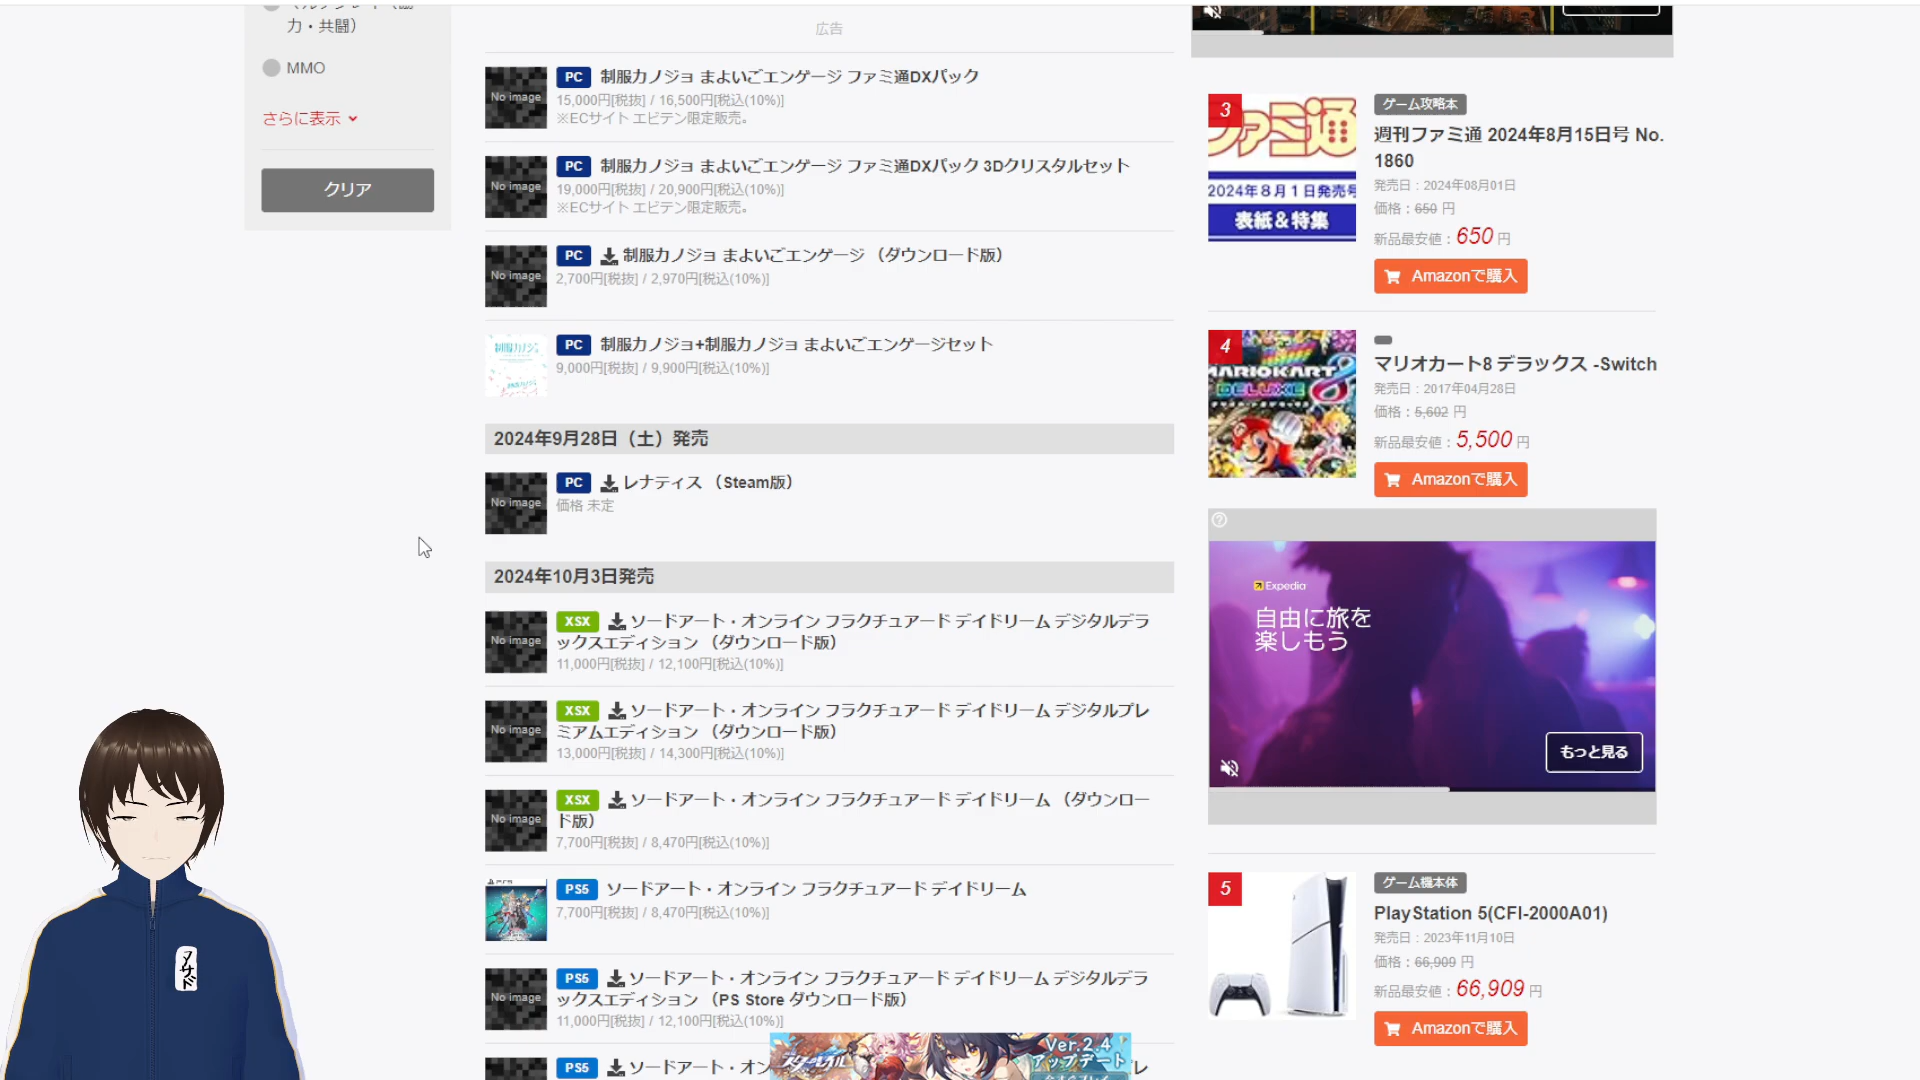 力・共闘）
MMO
さらに表示
クリア
広告
No image
PC 制服カノジョ まよいごエンゲージ ファミ通DXパック
15,000円[税抜] / 16,500円[税込(10%)]
※ECサイト エビテン限定販売。
No image
PC 制服カノジョ まよいごエンゲージ ファミ通DXパック 3Dクリスタルセット
19,000円[税抜] / 20,900円[税込(10%)]
※ECサイト エビテン限定販売。
No image
PC 制服カノジョ まよいごエンゲージ （ダウンロード版）
2,700円[税抜] / 2,970円[税込(10%)]
PC 制服カノジョ+制服カノジョ まよいごエンゲージセット
9,000円[税抜] / 9,900円[税込(10%)]
2024年9月28日（土）発売
No image
PC レナティス （Steam版）
価格 未定
2024年10月3日発売
No image
XSX ソードアート・オンライン フラクチュアード デイドリーム デジタルデラ
ックスエディション （ダウンロード版）
11,000円[税抜] / 12,100円[税込(10%)]
No image
XSX ソードアート・オンライン フラクチュアード デイドリーム デジタルプレ
ミアムエディション （ダウンロード版）
13,000円[税抜] / 14,300円[税込(10%)]
No image
XSX ソードアート・オンライン フラクチュアード デイドリーム （ダウンロー
ド版）
7,700円[税抜] / 8,470円[税込(10%)]
PS5 ソードアート・オンライン フラクチュアード デイドリーム
7,700円[税抜] / 8,470円[税込(10%)]
No image
PS5 ソードアート・オンライン フラクチュアード デイドリーム デジタルデラ
ックスエディション （PS Store ダウンロード版）
11,000円[税抜] / 12,100円[税込(10%)]
PS5 ソードアート・オン
レ
Ver.2.4
アップデート
3
ファミ通
2024年8月1日発売号
表紙＆特集
ゲーム攻略本
週刊ファミ通 2024年8月15日号 No.
1860
発売日：2024年08月01日
価格：650 円
新品最安値：650 円
Amazonで購入
4
MARIOKART 8
DELUXE
マリオカート8 デラックス -Switch
発売日：2017年04月28日
価格：5,602 円
新品最安値：5,500 円
Amazonで購入
Expedia
自由に旅を
楽しもう
もっと見る
5
ゲーム機本体
PlayStation 5(CFI-2000A01)
発売日：2023年11月10日
価格：66,909 円
新品最安値：66,909 円
Amazonで購入